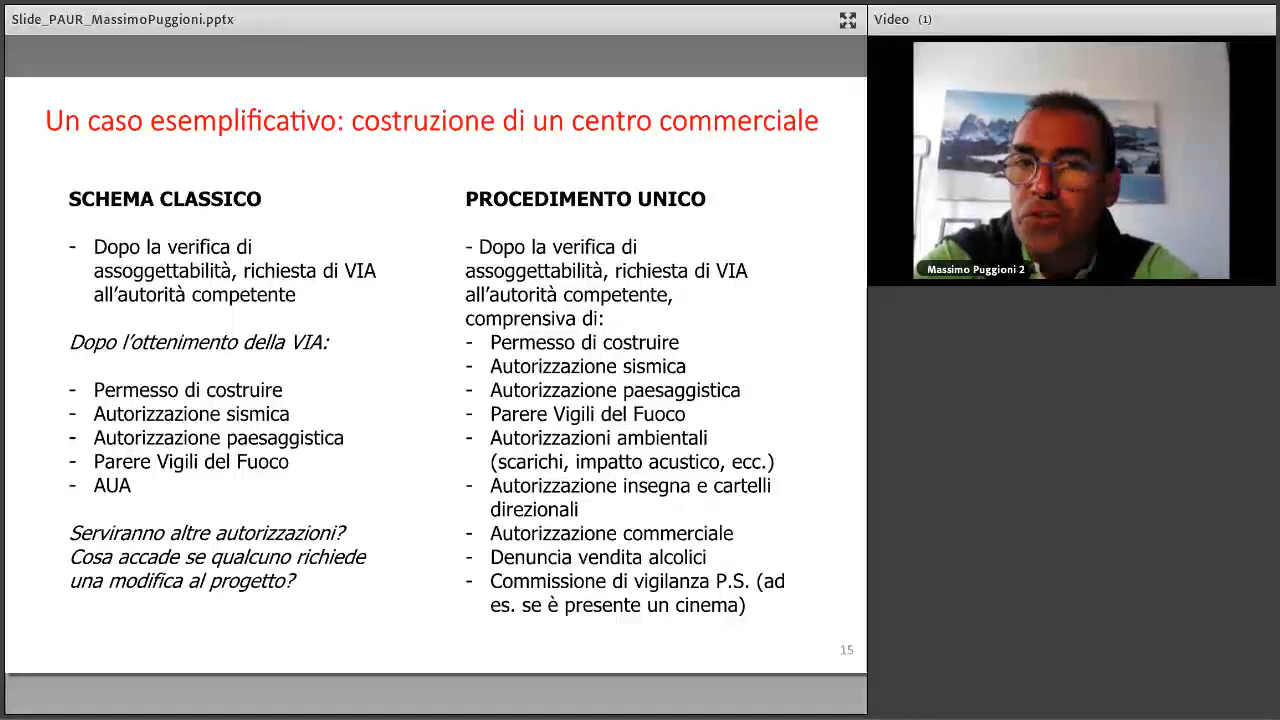 Slide_PAUR_MassimoPuggioni.pptx
Video (1)
Un caso esemplificativo: costruzione di un centro commerciale
SCHEMA CLASSICO
- Dopo la verifica di
assoggettabilità, richiesta di VIA
all'autorità competente
Dopo l'ottenimento della VIA:
- Permesso di costruire
- Autorizzazione sismica
- Autorizzazione paesaggistica
- Parere Vigili del Fuoco
- AUA
Serviranno altre autorizzazioni?
Cosa accade se qualcuno richiede
una modifica al progetto?
PROCEDIMENTO UNICO
- Dopo la verifica di
assoggettabilità, richiesta di VIA
all'autorità competente,
comprensiva di:
- Permesso di costruire
- Autorizzazione sismica
- Autorizzazione paesaggistica
- Parere Vigili del Fuoco
- Autorizzazioni ambientali
(scarichi, impatto acustico, ecc.)
- Autorizzazione insegna e cartelli
direzionali
- Autorizzazione commerciale
- Denuncia vendita alcolici
- Commissione di vigilanza P.S. (ad
es. se è presente un cinema)
15
Massimo Puggioni 2